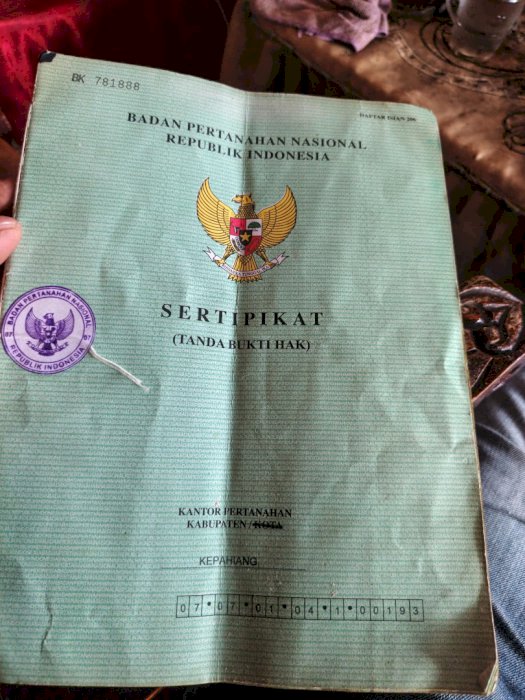 BK 781888
DAFTAR ISIAN 206
BADAN PERTANAHAN NASIONAL
REPUBLIK INDONESIA
BADAN PERTANAHAN NASIONAL
REPUBLIK INDONESIA
SERTIPIKAT
(TANDA BUKTI HAK)
KANTOR PERTANAHAN
KABUPATEN / KOTA
KEPAHIANG
07•07•01•04•1•00193